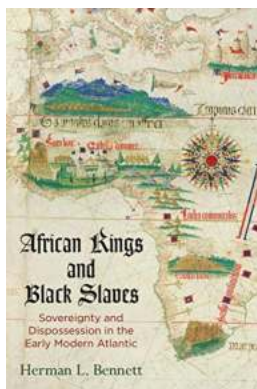 African Kings
and
Black Slaves
Sovereignty and
Dispossession in the
Early Modern Atlantic
Herman L. Bennett